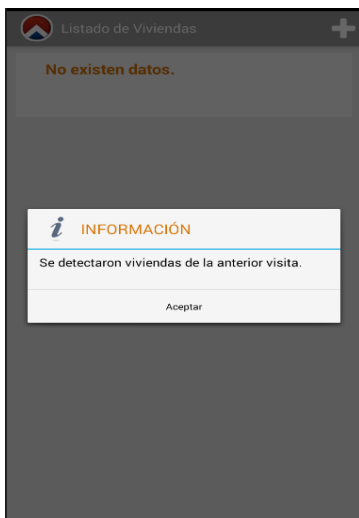 Listado de Viviendas
No existen datos.
INFORMACIÓN
Se detectaron viviendas de la anterior visita.
Aceptar